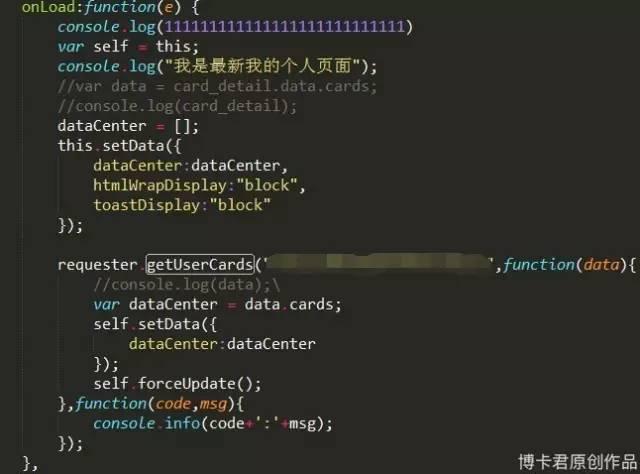 onLoad:function(e) {
console.log(111111111111111111111111111111)
var self = this;
console.log("我是最新我的个人页面");
//var data = card_detail.data.cards;
//console.log(card_detail);
dataCenter = [];
this.setData({
dataCenter:dataCenter,
htmlWrapDisplay:"block",
toastDisplay:"block"
});
requester.getUserCards(" ",function(data){
//console.log(data);\
var dataCenter = data.cards;
self.setData({
dataCenter:dataCenter
});
self.forceUpdate();
},function(code,msg){
console.info(code+':'+msg);
});
},
博卡君原创作品